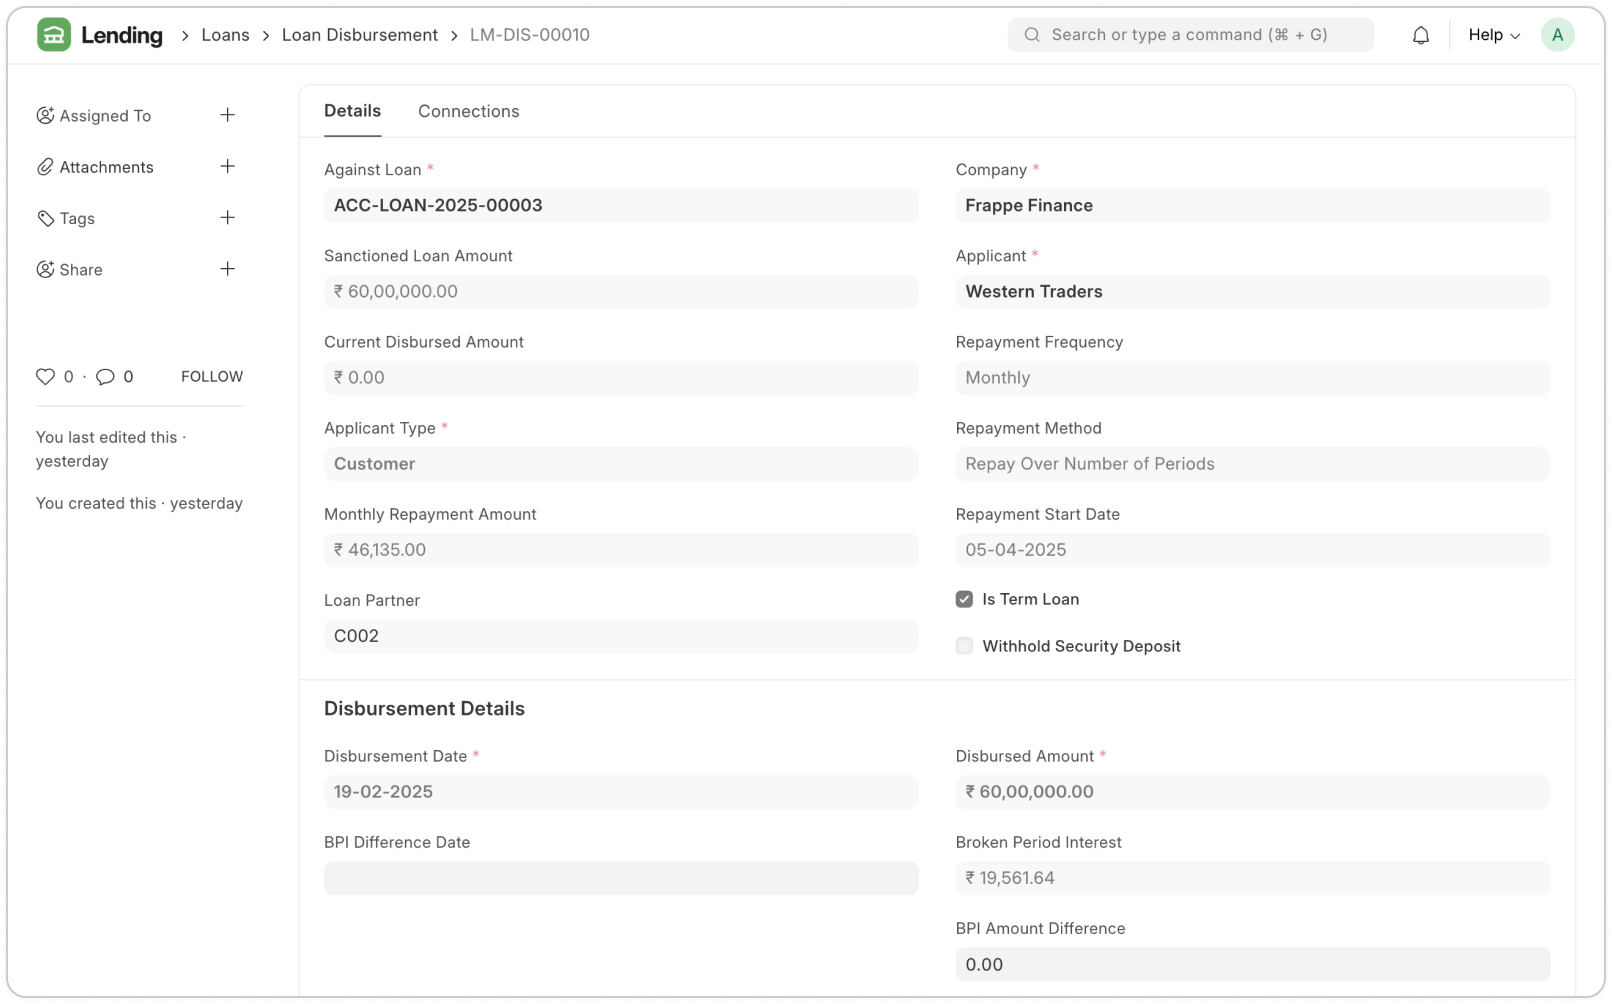 Lending > Loans > Loan Disbursement > LM-DIS-00010
Search or type a command (⌘ + G)
Help
A
Assigned To +
Attachments +
Tags +
Share +
0 · 0 FOLLOW
You last edited this ·
yesterday
You created this · yesterday
Details Connections
Against Loan *
ACC-LOAN-2025-00003
Company *
Frappe Finance
Sanctioned Loan Amount
₹ 60,00,000.00
Applicant *
Western Traders
Current Disbursed Amount
₹ 0.00
Repayment Frequency
Monthly
Applicant Type *
Customer
Repayment Method
Repay Over Number of Periods
Monthly Repayment Amount
₹ 46,135.00
Repayment Start Date
05-04-2025
Loan Partner
C002
Is Term Loan
Withhold Security Deposit
Disbursement Details
Disbursement Date *
19-02-2025
Disbursed Amount *
₹ 60,00,000.00
BPI Difference Date
Broken Period Interest
₹ 19,561.64
BPI Amount Difference
0.00